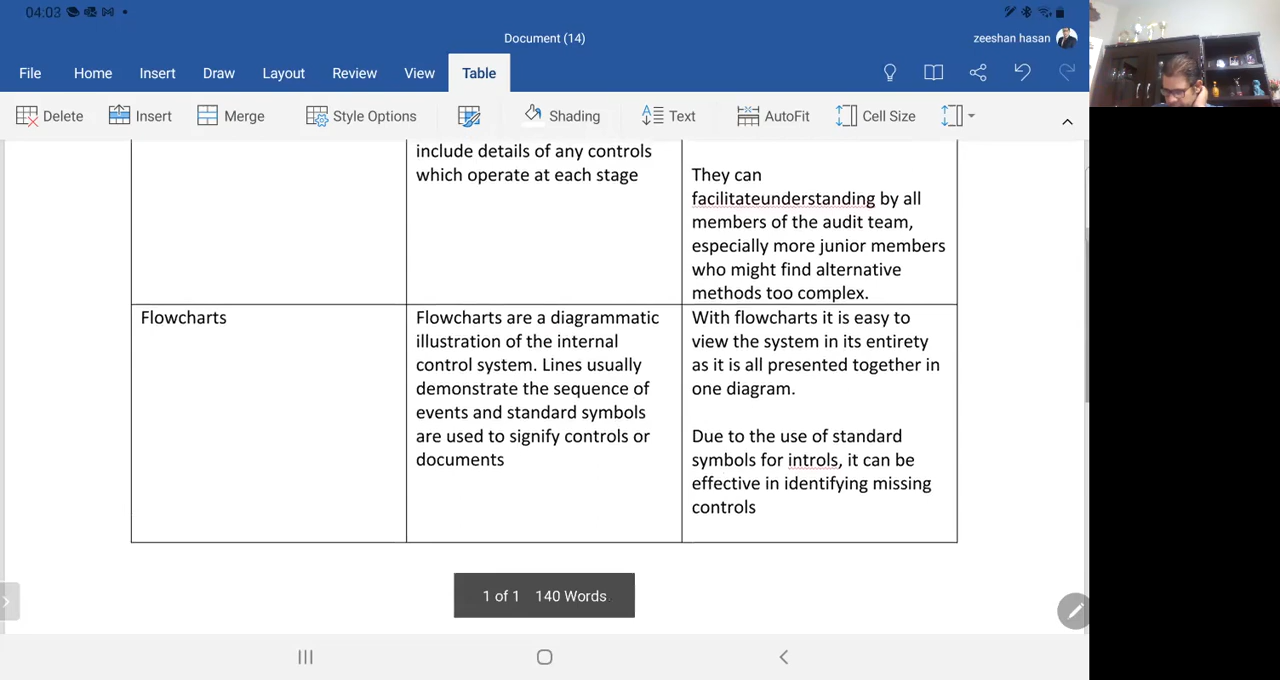 04:03
Document (14)
zeeshan hasan
File Home Insert Draw Layout Review View Table
Delete Insert Merge Style Options Shading Text AutoFit Cell Size
include details of any controls
which operate at each stage
They can
facilitateunderstanding by all
members of the audit team,
especially more junior members
who might find alternative
methods too complex.
Flowcharts
Flowcharts are a diagrammatic
illustration of the internal
control system. Lines usually
demonstrate the sequence of
events and standard symbols
are used to signify controls or
documents
With flowcharts it is easy to
view the system in its entirety
as it is all presented together in
one diagram.
Due to the use of standard
symbols for introls, it can be
effective in identifying missing
controls
1 of 1 140 Words